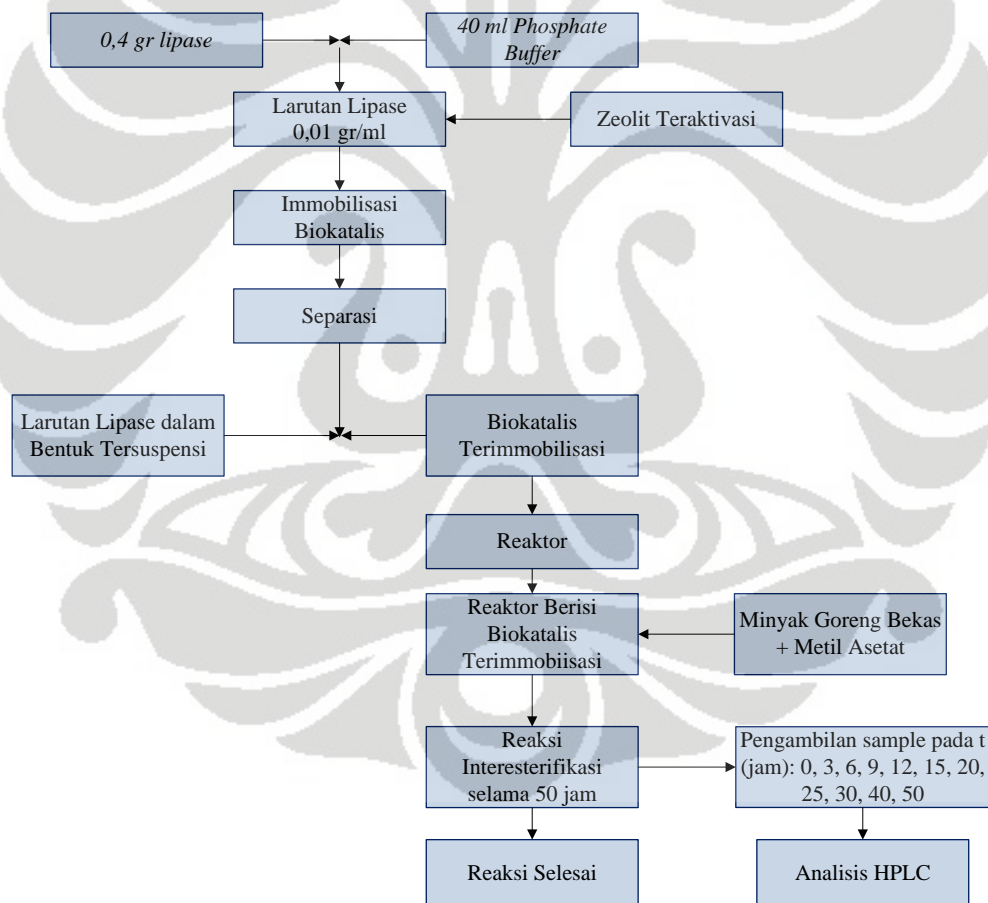 0,4 gr lipase
40 ml Phosphate
Buffer
Larutan Lipase
0,01 gr/ml
Zeolit Teraktivasi
Immobilisasi
Biokatalis
Separasi
Larutan Lipase dalam
Bentuk Tersuspensi
Biokatalis
Terimmobilisasi
Reaktor
Reaktor Berisi
Biokatalis
Terimmobiisasi
Minyak Goreng Bekas
+ Metil Asetat
Reaksi
Interesterifikasi
selama 50 jam
Pengambilan sample pada t
(jam): 0, 3, 6, 9, 12, 15, 20,
25, 30, 40, 50
Reaksi Selesai
Analisis HPLC